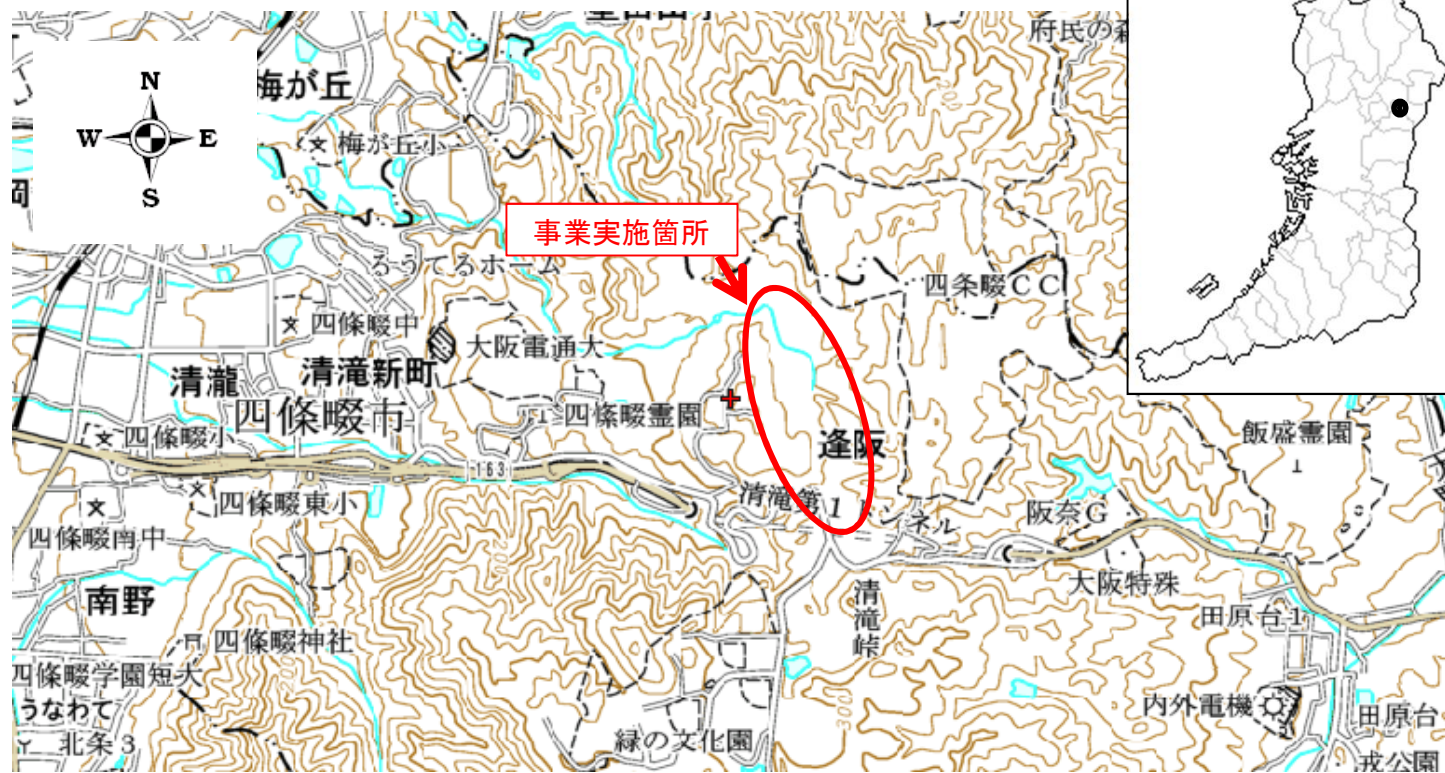 府民の森
N
W E
S
梅が丘
梅が丘小
岡
事業実施箇所
るうてるホーム
四条畷CC
四條畷中
大阪電通大
清瀧
清滝新町
四條畷市
四條畷霊園
四條畷小
逢阪
飯盛霊園
163
四條畷東小
清滝第1トンネル
阪奈G
四條畷南中
大阪特殊
南野
清滝峠
田原台1
四條畷神社
200
四條畷学園短大
うなわて
北条3
300
内外電機
田原台
緑の文化園
戎公園